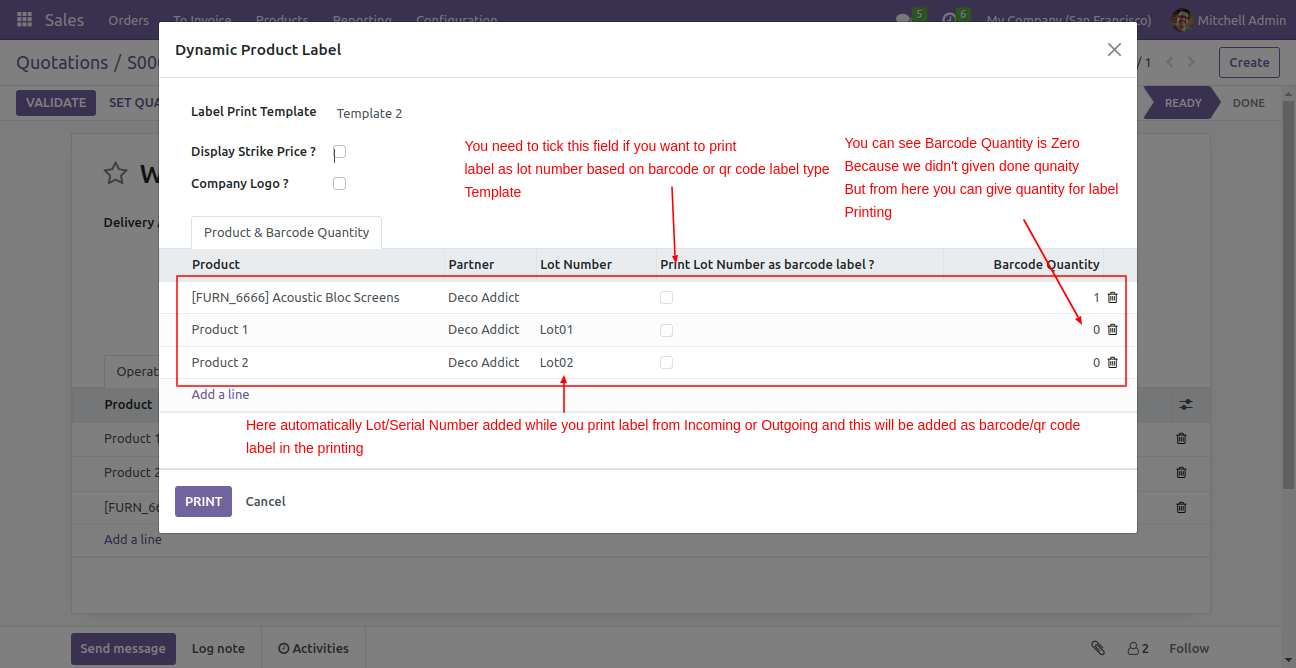 Sales Orders To Invoice Products Reporting Configuration 5 6 My Company (San Francisco) Mitchell Admin
Dynamic Product Label
Quotations / S00 / 1 Create
VALIDATE SET QUA READY DONE
Label Print Template Template 2
Display Strike Price ?
Company Logo ?
You need to tick this field if you want to print
label as lot number based on barcode or qr code label type
Template
You can see Barcode Quantity is Zero
Because we didn't given done qunaity
But from here you can give quantity for label
Printing
W
Delivery A
Product & Barcode Quantity
Product Partner Lot Number Print Lot Number as barcode label ? Barcode Quantity
[FURN_6666] Acoustic Bloc Screens Deco Addict 1
Product 1 Deco Addict Lot01 0
Product 2 Deco Addict Lot02 0
Add a line
Here automatically Lot/Serial Number added while you print label from Incoming or Outgoing and this will be added as barcode/qr code
label in the printing
PRINT Cancel
Operat
Product
Product 1
Product 2
[FURN_66
Add a line
Send message Log note Activities 2 Follow